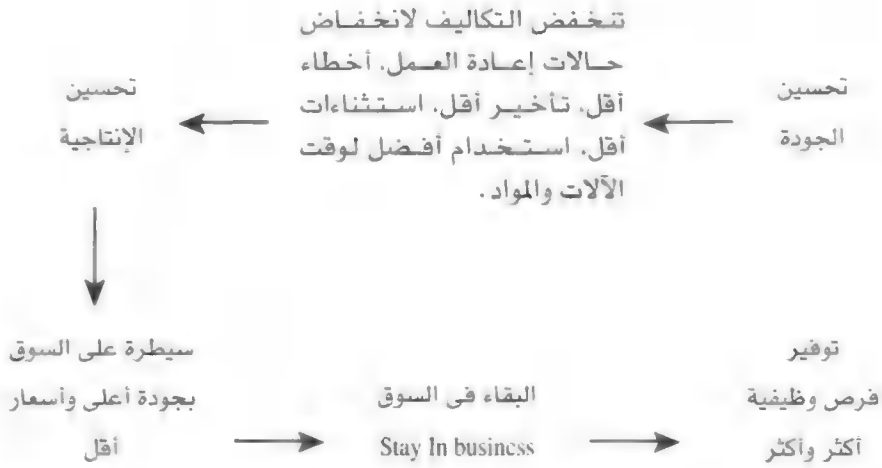 تحسين
الجودة
تنخفض التكاليف لانخفاض
حالات إعادة العمل. أخطاء
أقل. تأخير أقل. استثناءات
أقل. استخدام أفضل لوقت
الآلات والمواد.
تحسين
الإنتاجية
سيطرة على السوق
بجودة أعلى وأسعار
أقل
البقاء فى السوق
Stay In business
توفير
فرص وظيفية
أكثر وأكثر